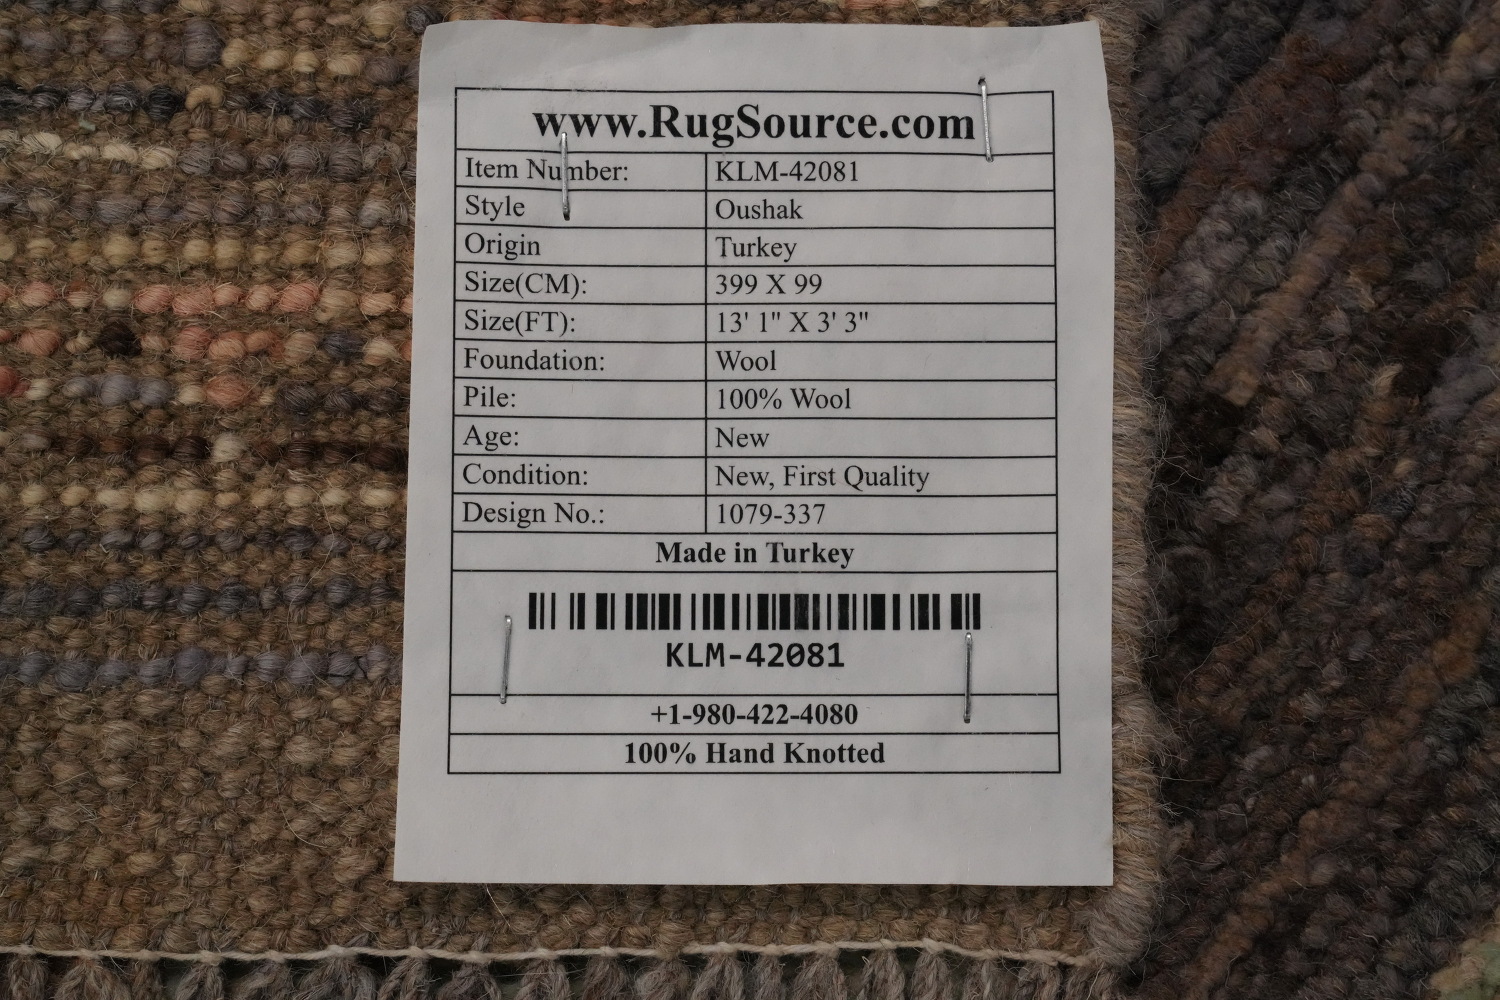 www.RugSource.com
Item Number: KLM-42081
Style Oushak
Origin Turkey
Size(CM): 399 X 99
Size(FT): 13' 1" X 3' 3"
Foundation: Wool
Pile: 100% Wool
Age: New
Condition: New, First Quality
Design No.: 1079-337
Made in Turkey
KLM-42081
+1-980-422-4080
100% Hand Knotted